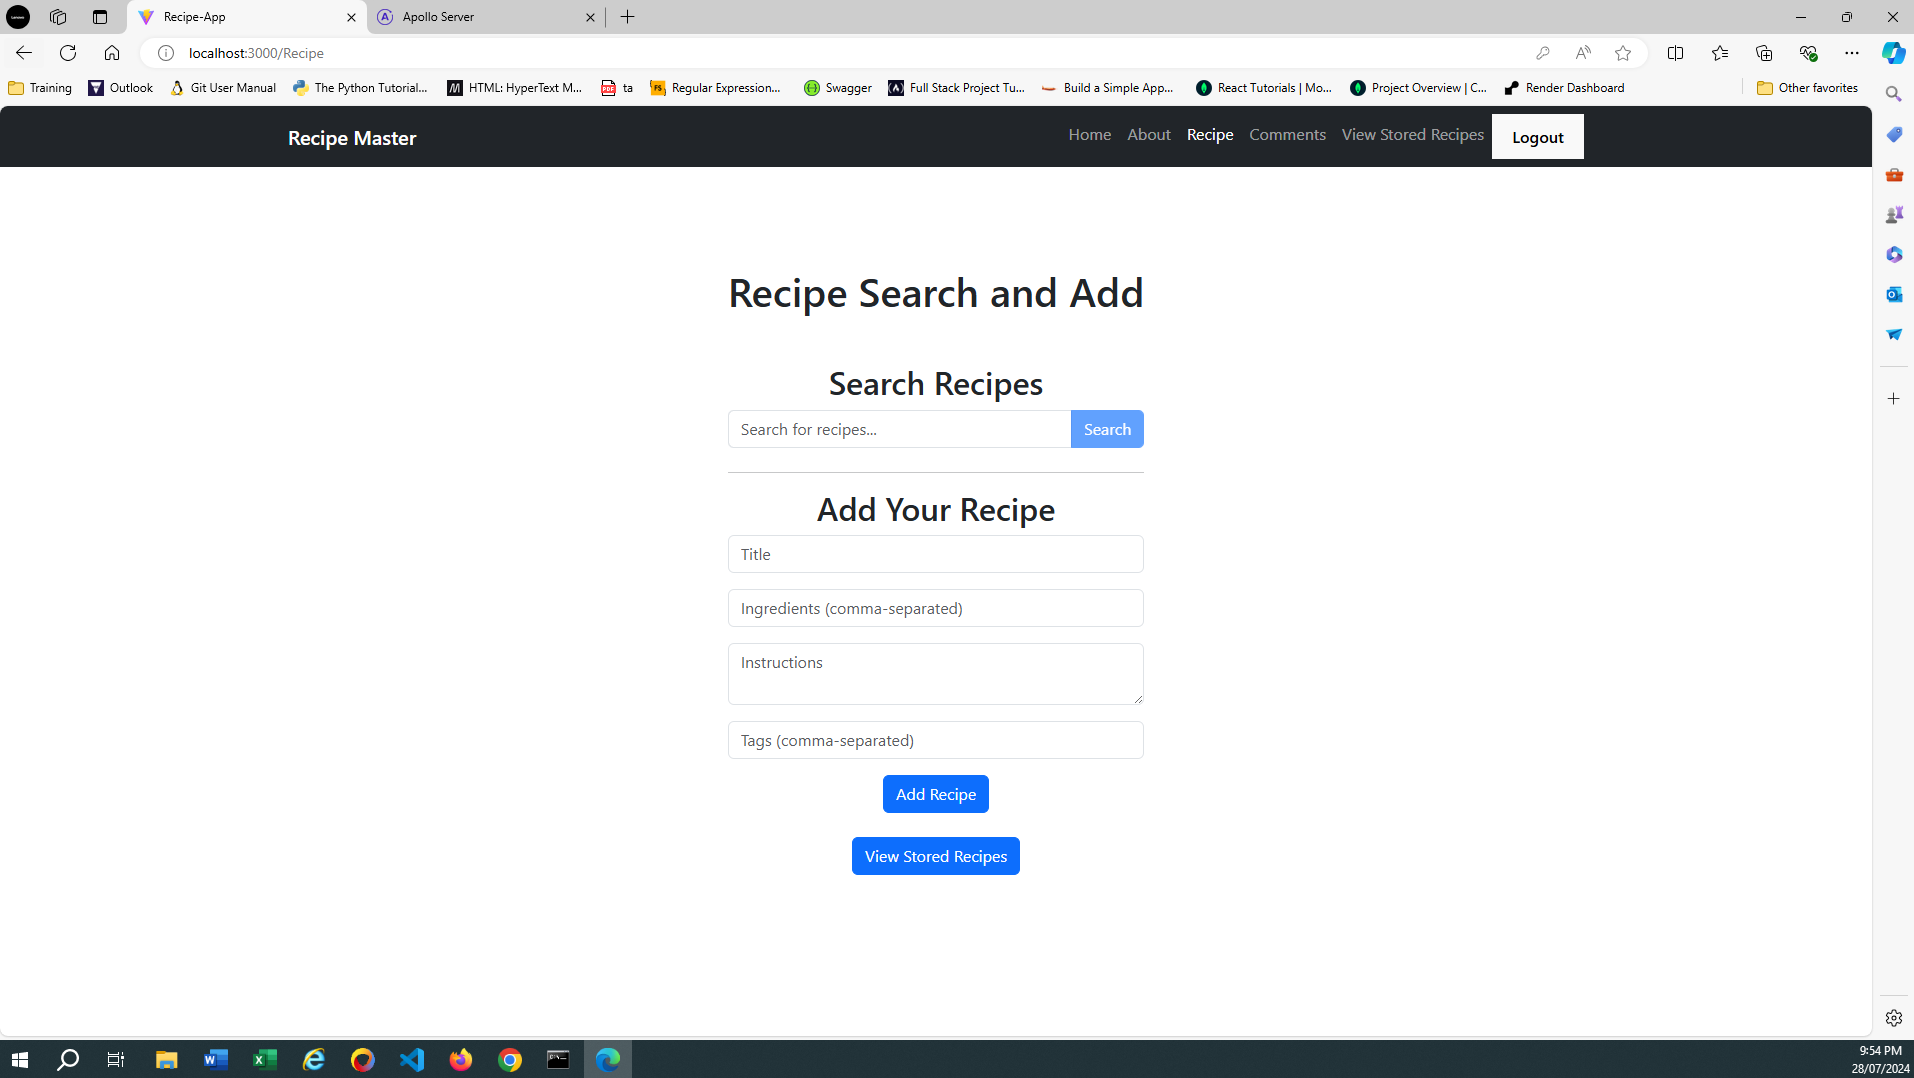 Recipe-App
Apollo Server
localhost:3000/Recipe
Training
Outlook
Git User Manual
The Python Tutorial...
HTML: HyperText M...
ta
Regular Expression...
Swagger
Full Stack Project Tu...
Build a Simple App...
React Tutorials | Mo...
Project Overview | C...
Render Dashboard
Other favorites
Recipe Master
Home
About
Recipe
Comments
View Stored Recipes
Logout
Recipe Search and Add
Search Recipes
Search for recipes...
Search
Add Your Recipe
Title
Ingredients (comma-separated)
Instructions
Tags (comma-separated)
Add Recipe
View Stored Recipes
9:54 PM
28/07/2024